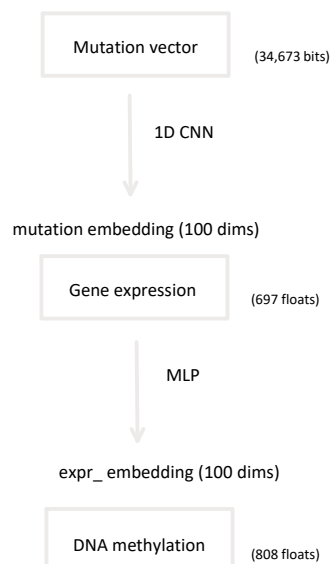 Mutation vector
(34,673 bits)
1D CNN
mutation embedding (100 dims)
Gene expression
(697 floats)
MLP
expr_ embedding (100 dims)
DNA methylation
(808 floats)